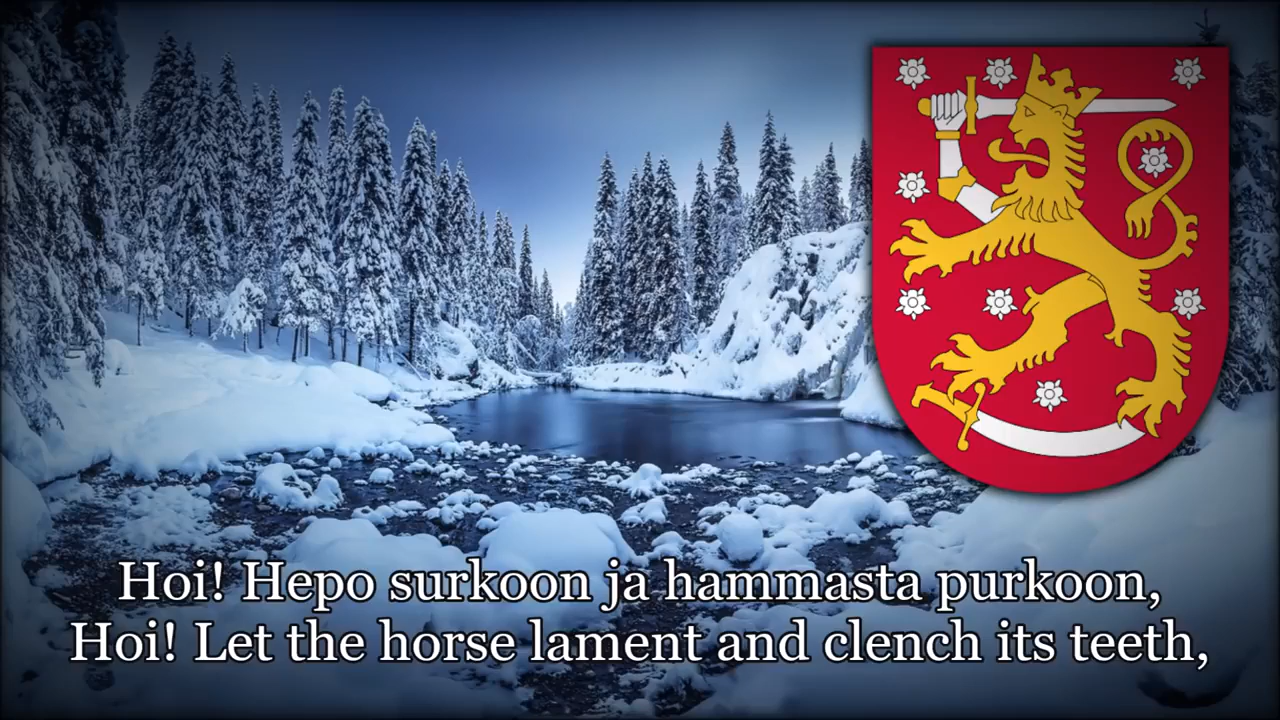 Hoi! Hepo surkoon ja hammasta purkoon,
Hoi! Let the horse lament and clench its teeth,